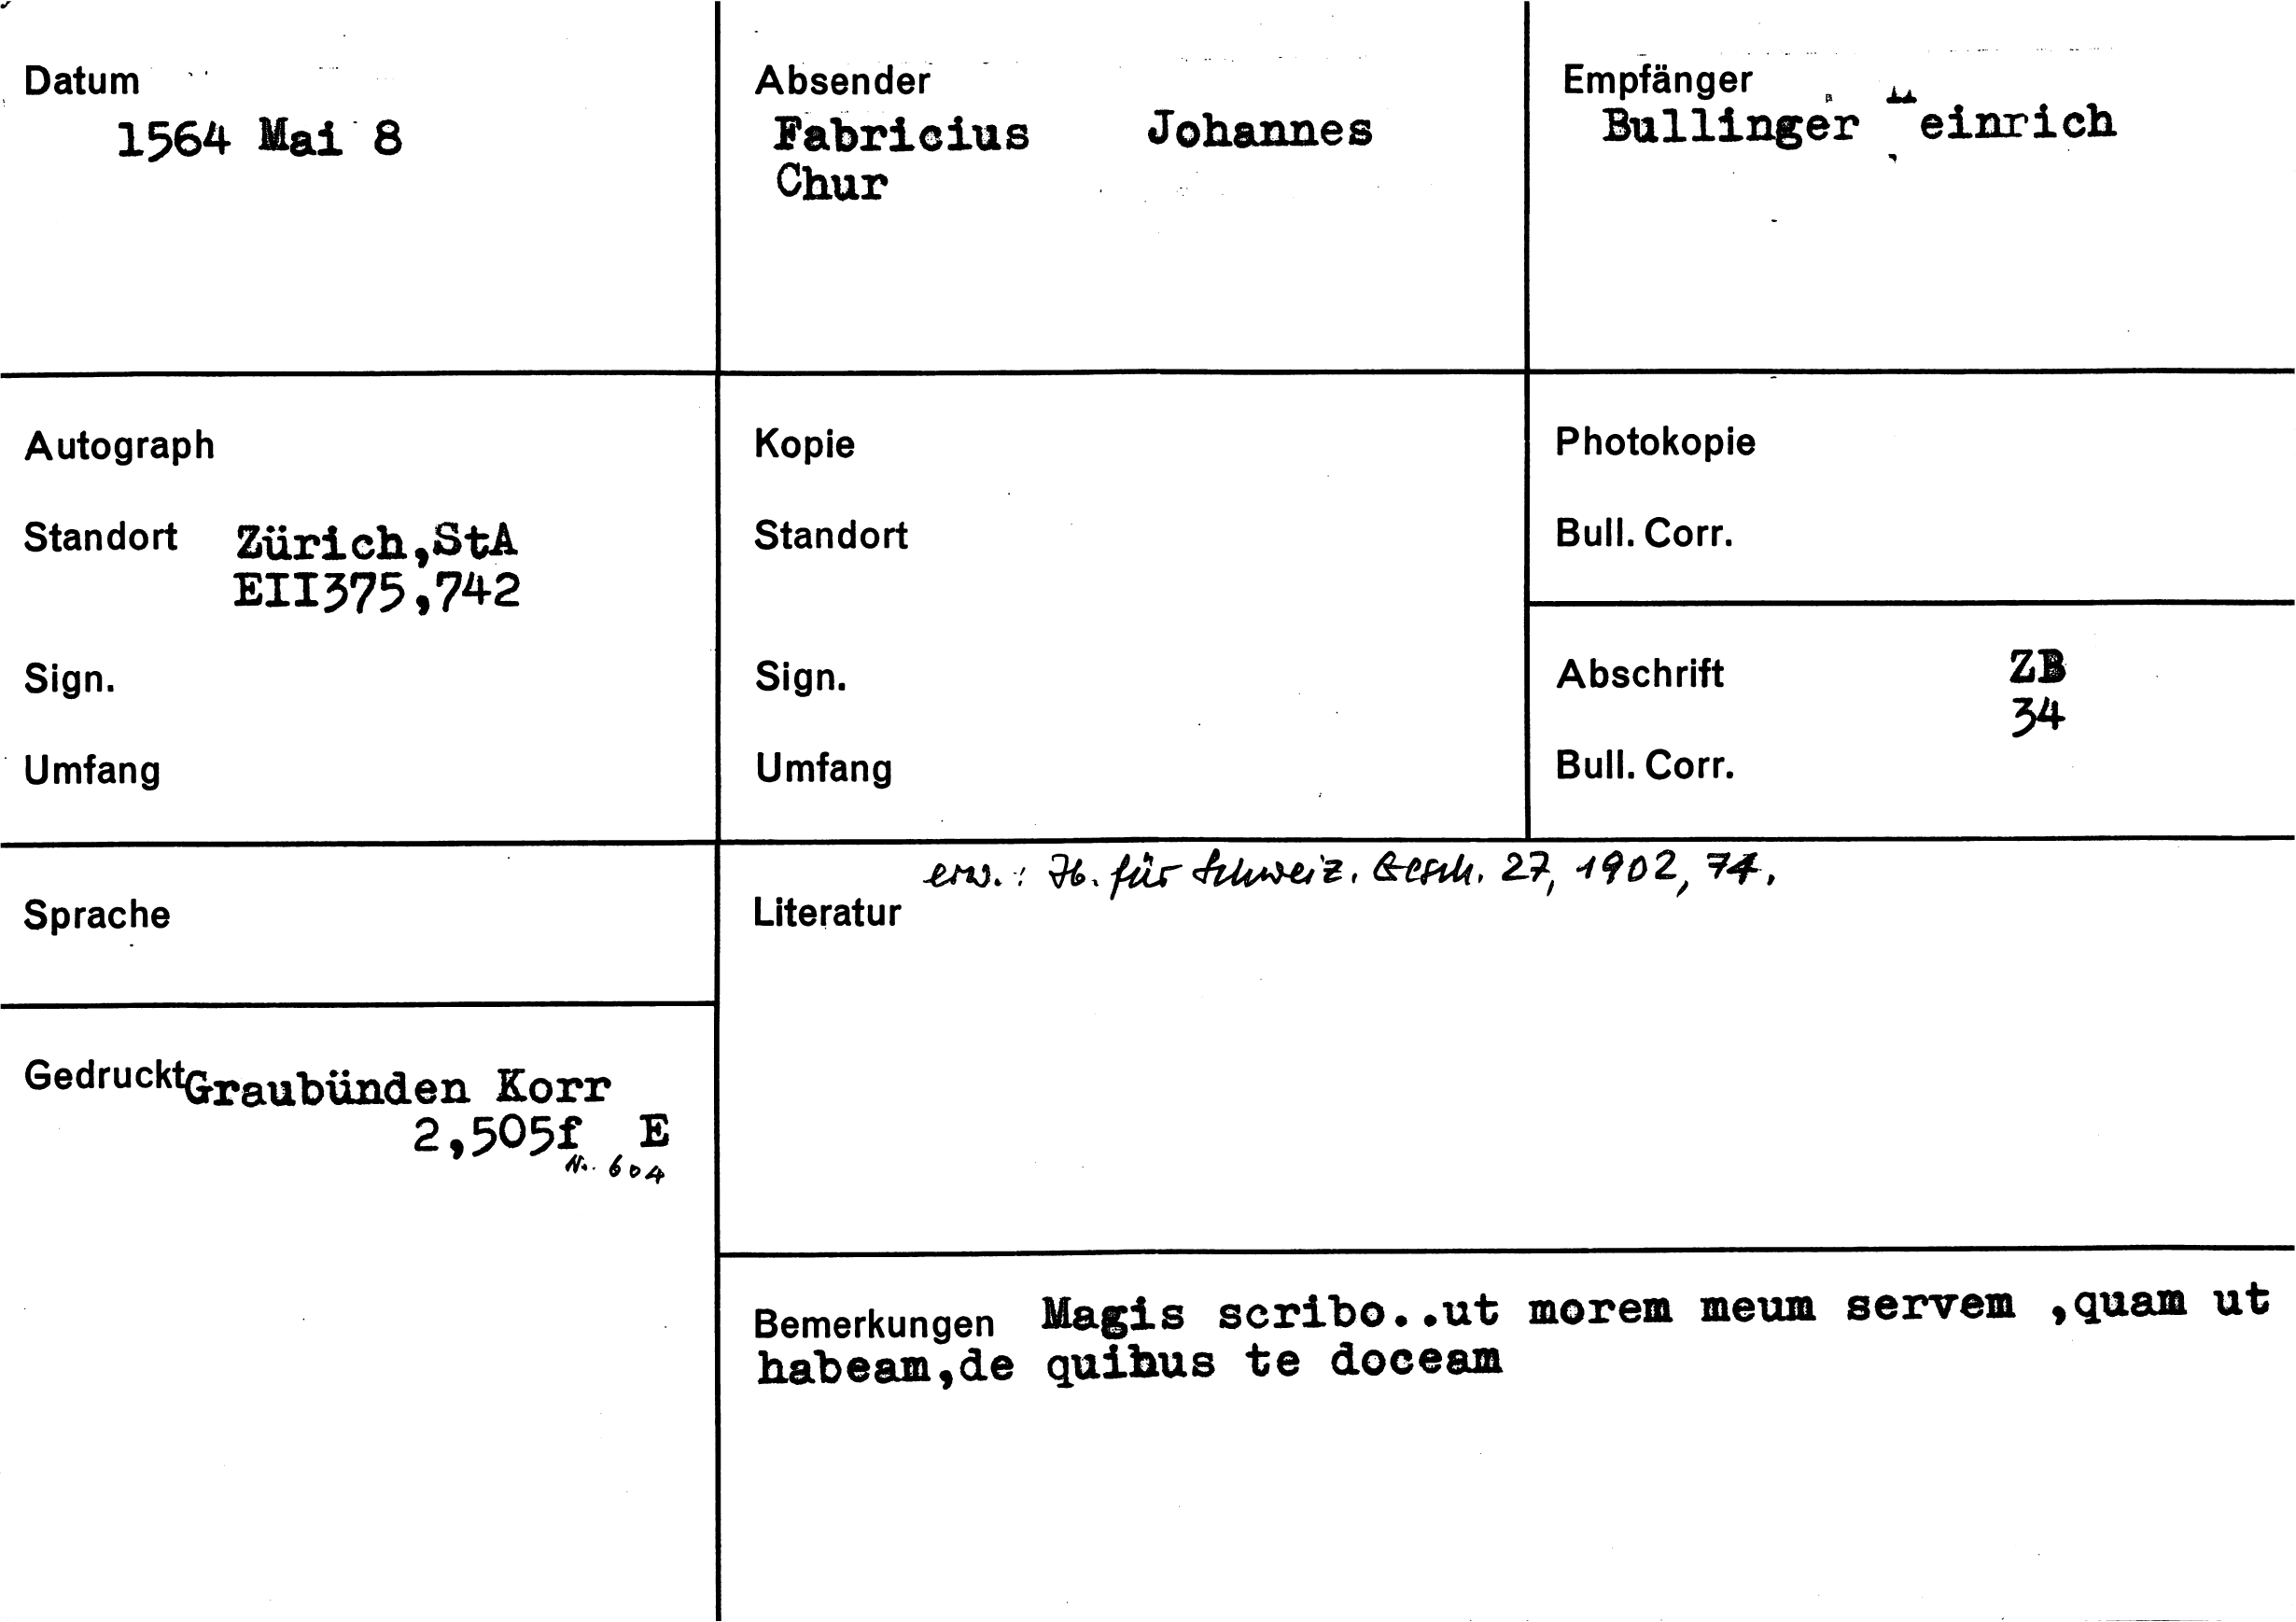 Datum
1564 Mai 8
Absender
Fabricius Johannes
Chur
Empfänger
Bullinger Heinrich
Autograph
Standort Zürich,StA
EII375,742
Sign.
Umfang
Kopie
Standort
Sign.
Umfang
Photokopie
Bull. Corr.
Abschrift ZB
34
Bull. Corr.
Sprache
erw.: Jb. für Schweiz. Gesch. 27, 1902, 74.
Literatur
Gedruckt Graubünden Korr
2,505f E
No. 604
Bemerkungen Magis scribo..ut morem meum servem ,quam ut
habeam,de quibus te doceam